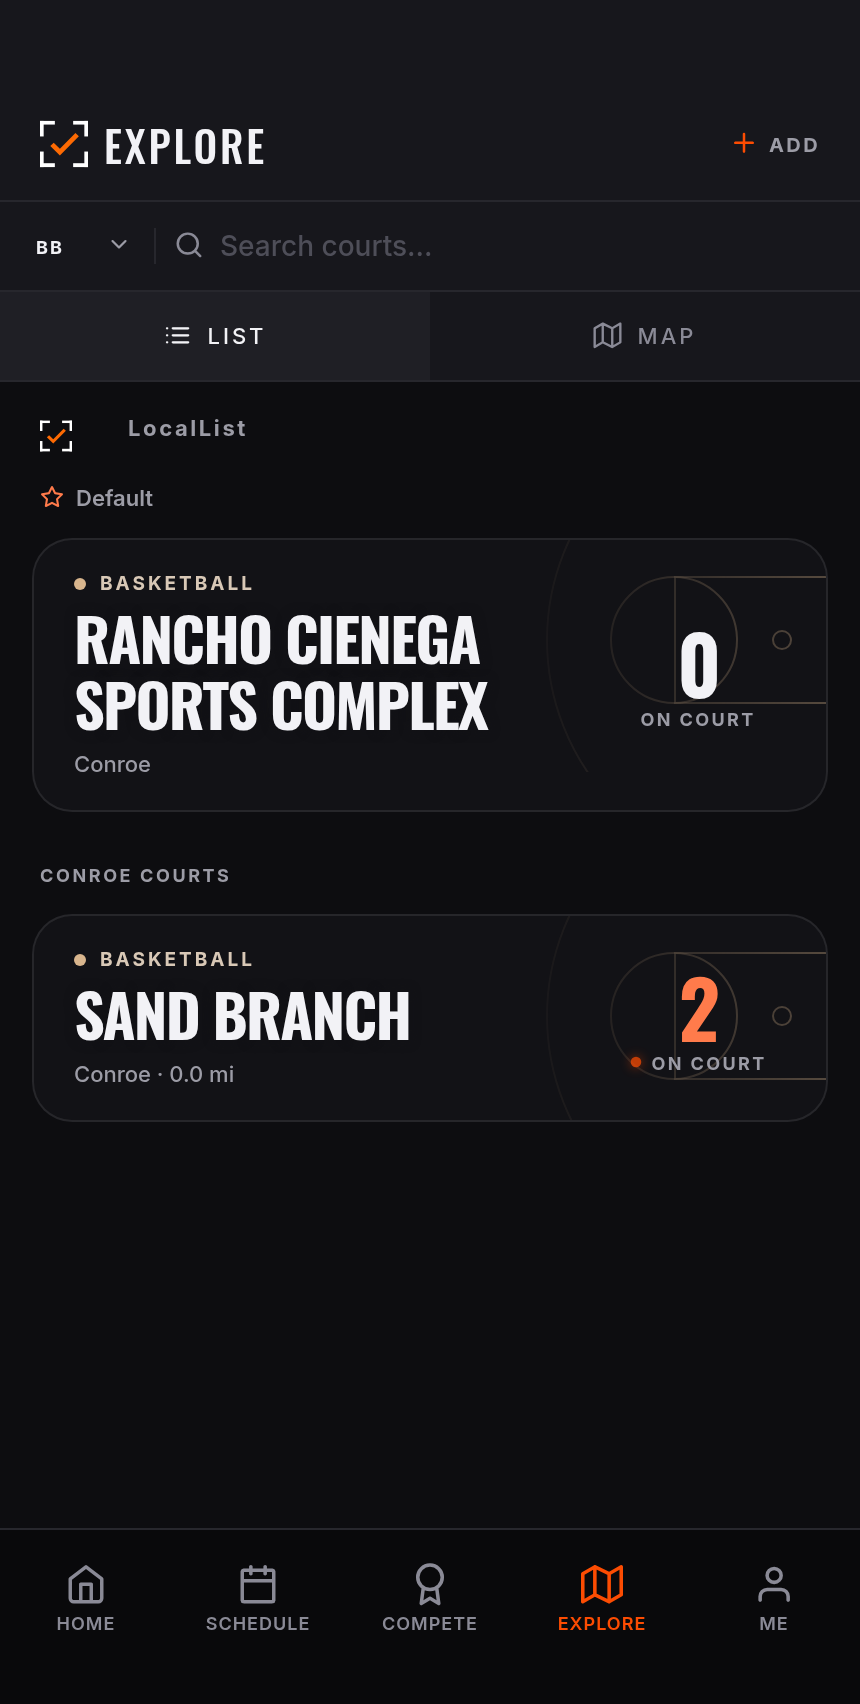 EXPLORE
ADD
BB
Search courts...
LIST
MAP
LocalList
Default
BASKETBALL
RANCHO CIENEGA
SPORTS COMPLEX
Conroe
0
ON COURT
CONROE COURTS
BASKETBALL
SAND BRANCH
Conroe · 0.0 mi
2
ON COURT
HOME
SCHEDULE
COMPETE
EXPLORE
ME